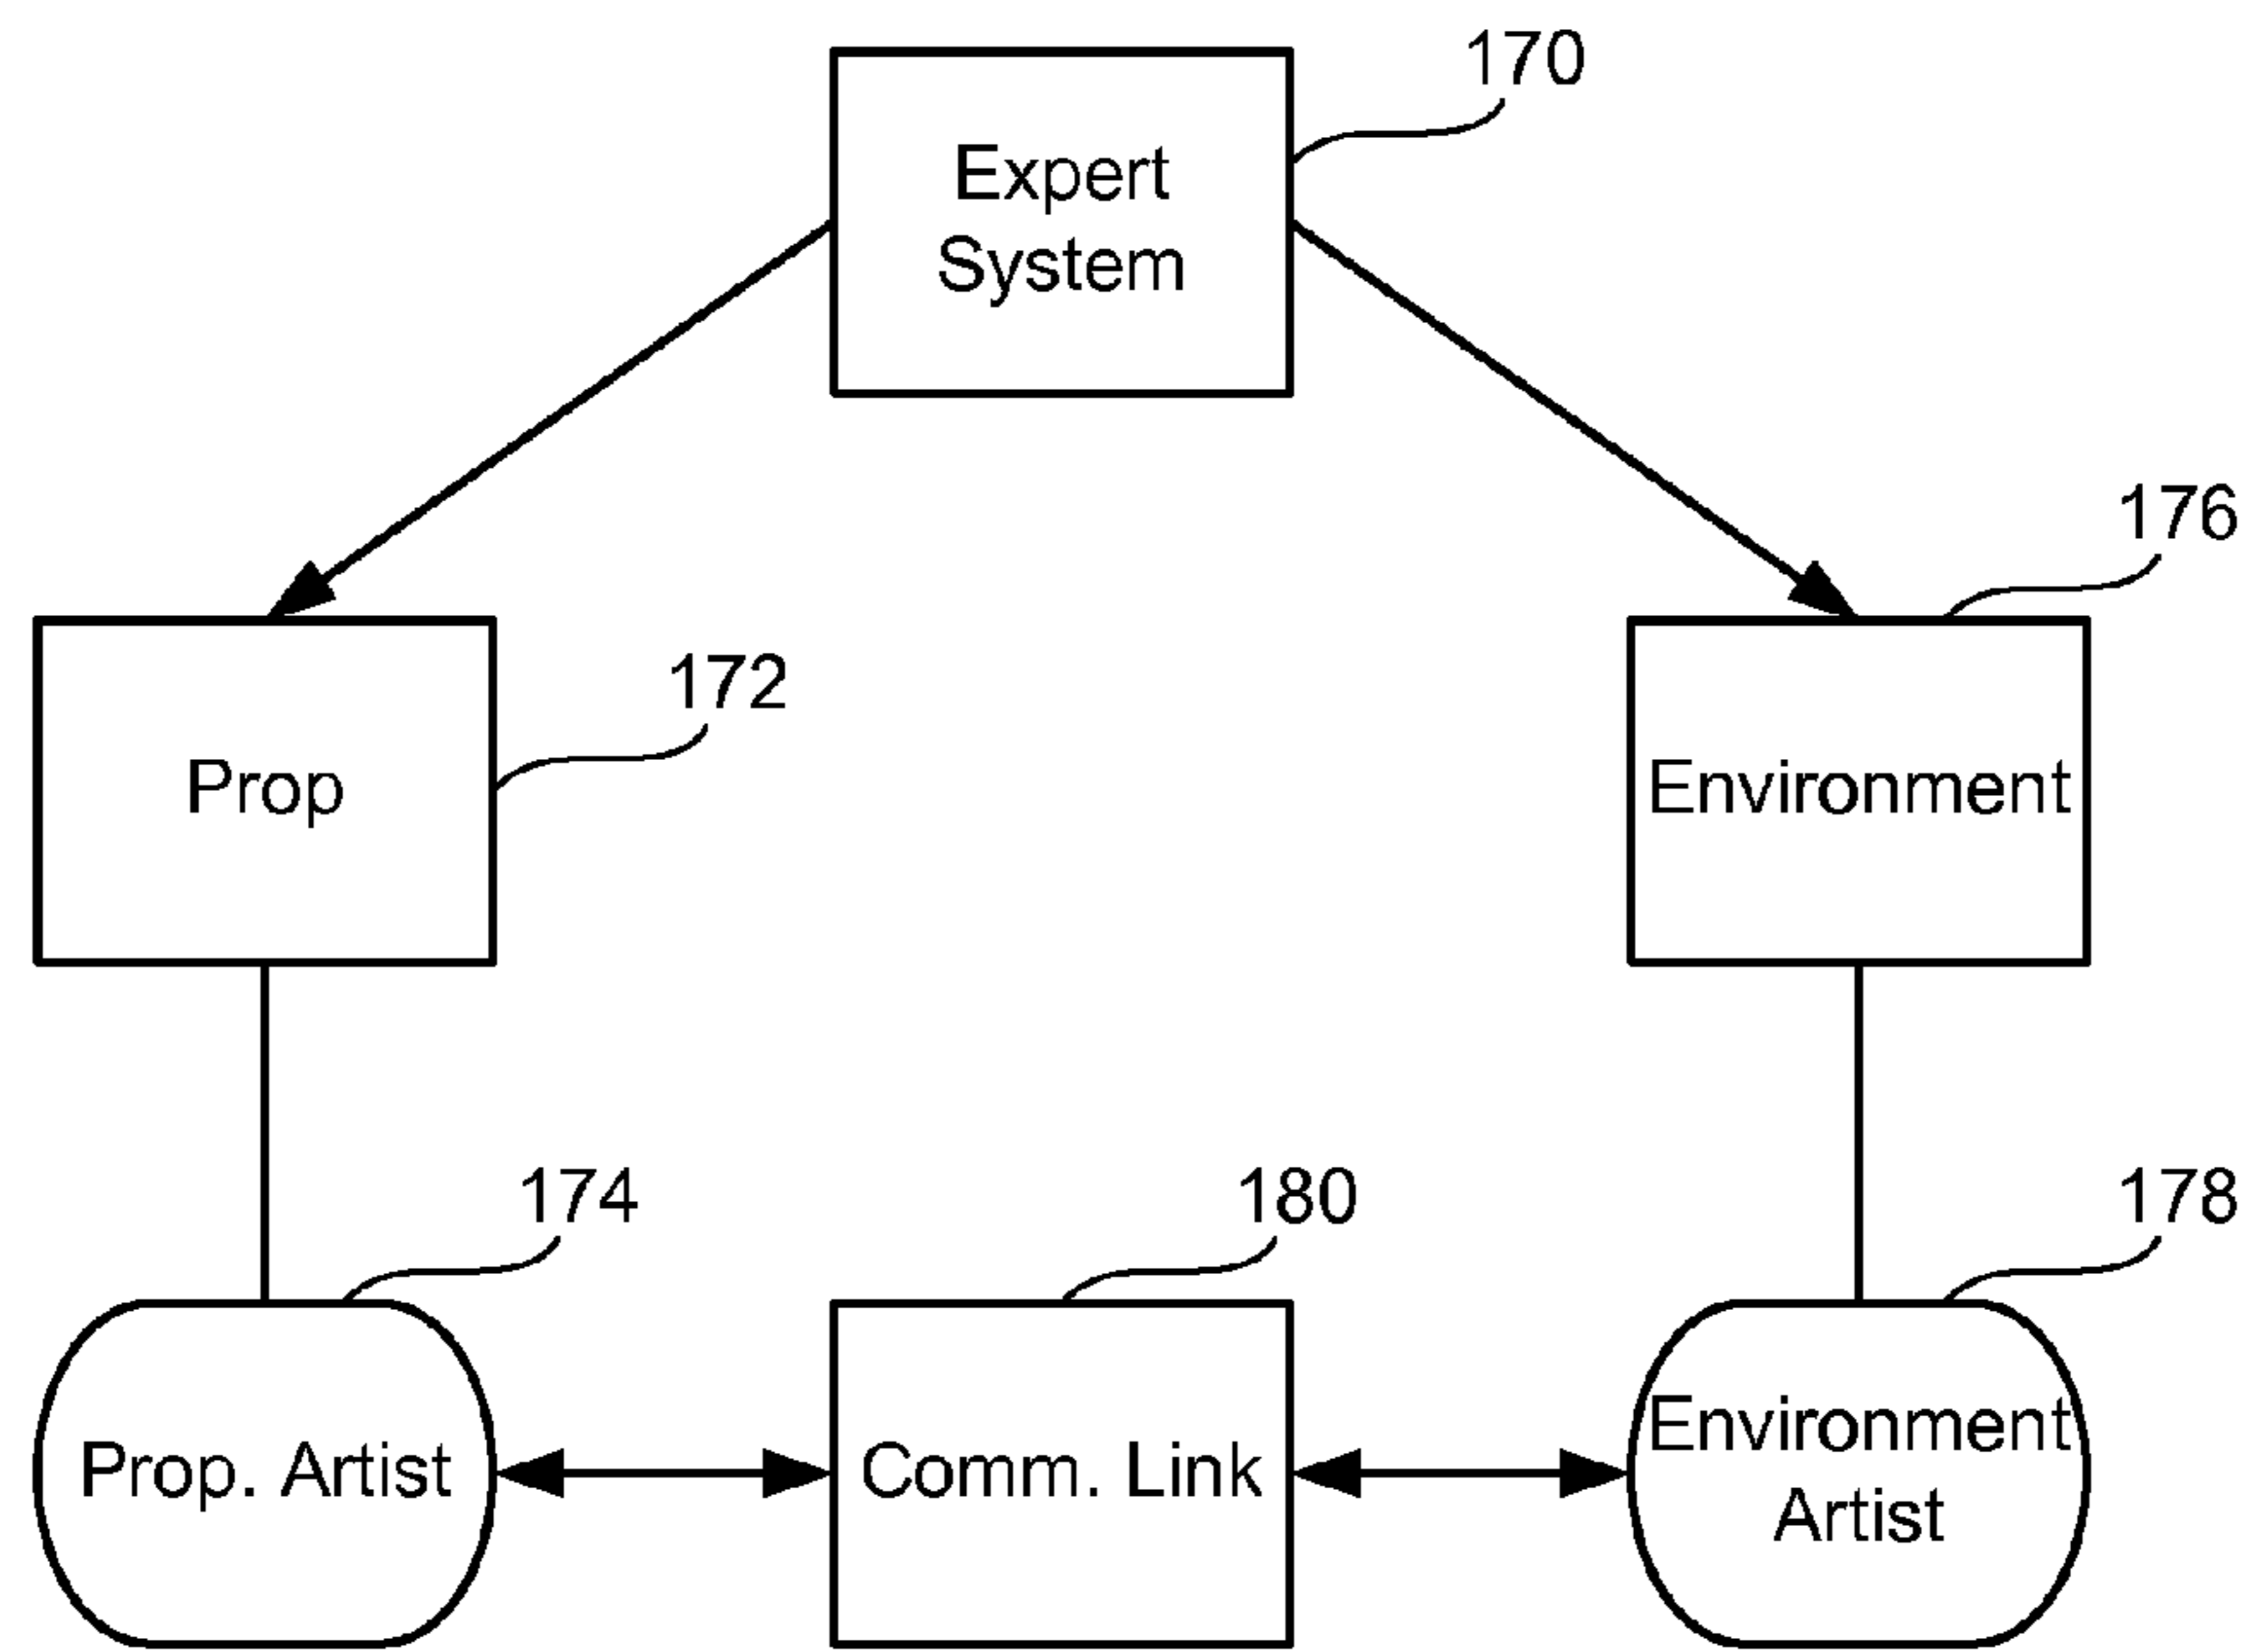 170
Expert
System
176
172
Prop
Environment
174
180
178
Prop. Artist
Comm. Link
Environment
Artist